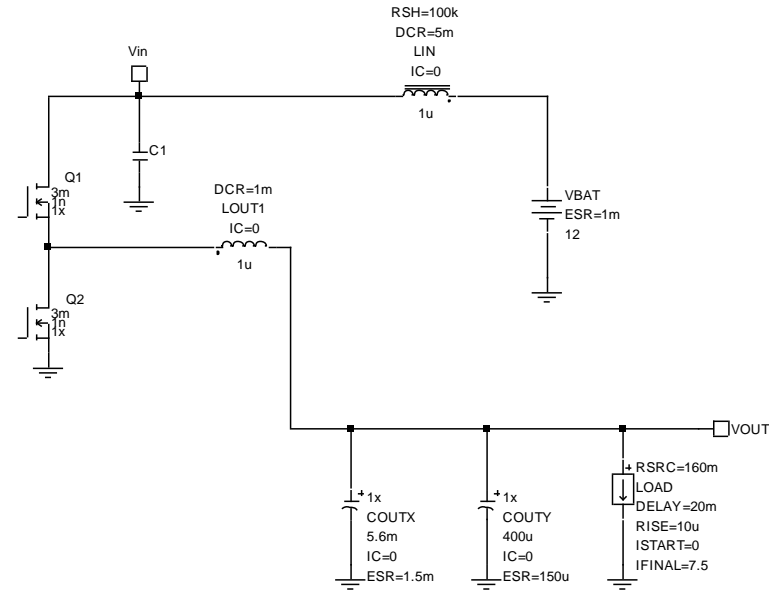 RSH=100k
DCR=5m
LIN
IC=0
1u
Vin
C1
Q1
3m
1n
1x
DCR=1m
LOUT1
IC=0
1u
VBAT
ESR=1m
12
Q2
3m
1n
1x
VOUT
1x
COUTX
5.6m
IC=0
ESR=1.5m
1x
COUTY
400u
IC=0
ESR=150u
RSRC=160m
LOAD
DELAY=20m
RISE=10u
ISTART=0
IFINAL=7.5